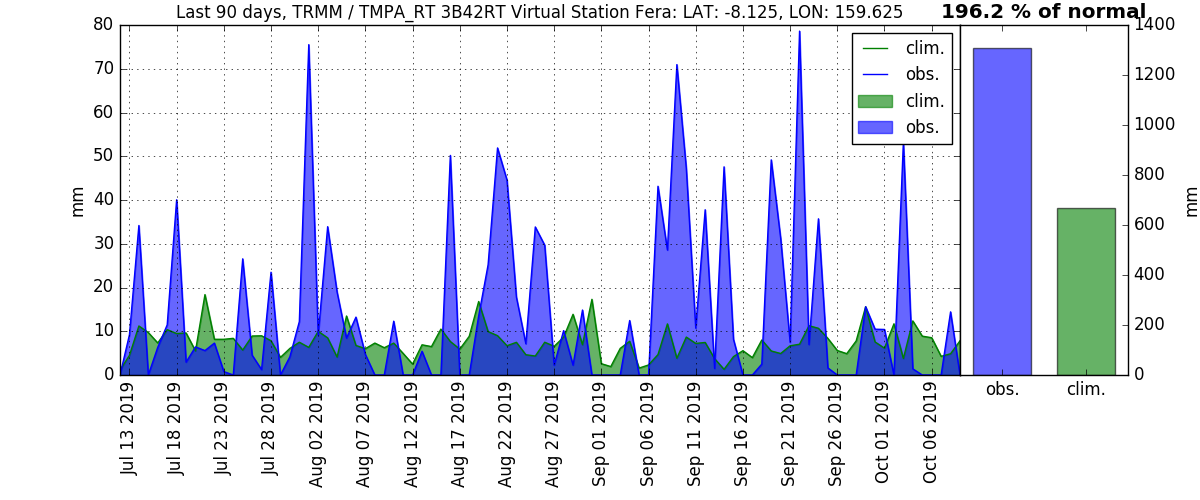 Last 90 days, TRMM / TMPA_RT 3B42RT Virtual Station Fera: LAT: -8.125, LON: 159.625
196.2 % of normal
80
70
60
50
40
30
20
10
0
mm
clim.
obs.
clim.
obs.
1400
1200
1000
800
600
400
200
0
mm
Jul 13 2019
Jul 18 2019
Jul 23 2019
Jul 28 2019
Aug 02 2019
Aug 07 2019
Aug 12 2019
Aug 17 2019
Aug 22 2019
Aug 27 2019
Sep 01 2019
Sep 06 2019
Sep 11 2019
Sep 16 2019
Sep 21 2019
Sep 26 2019
Oct 01 2019
Oct 06 2019
obs.
clim.